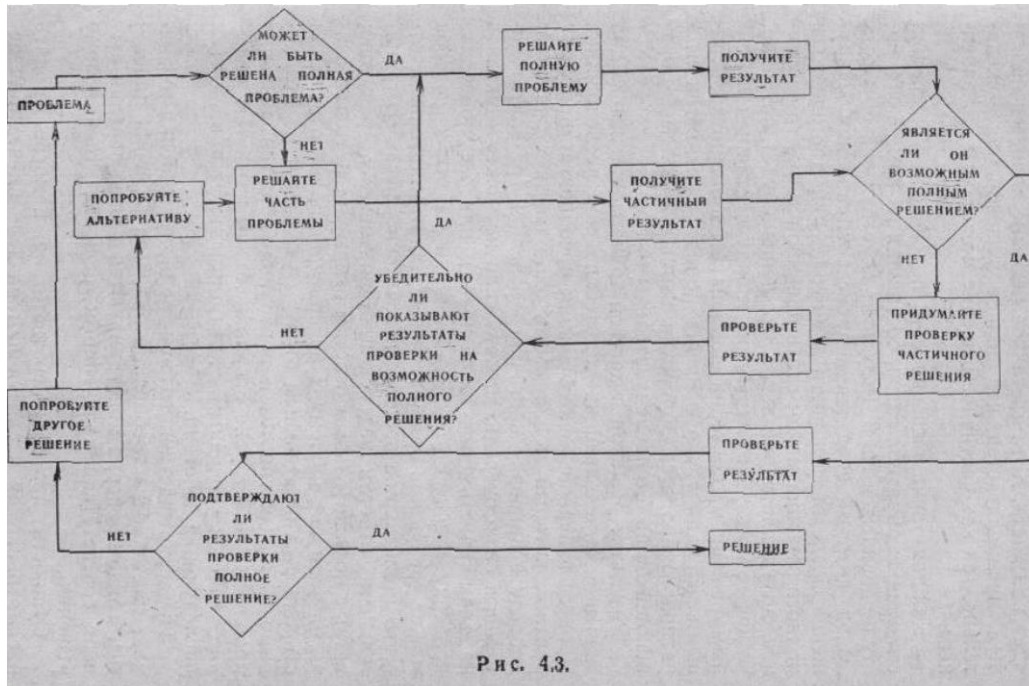 МОЖЕТ
ЛИ БЫТЬ
РЕШЕНА ПОЛНАЯ
ПРОБЛЕМА?
ДА
РЕШАЙТЕ
ПОЛНУЮ
ПРОБЛЕМУ
ПОЛУЧИТЕ
РЕЗУЛЬТАТ
ПРОБЛЕМА
НЕТ
ЯВЛЯЕТСЯ
ЛИ ОН
ВОЗМОЖНЫМ
ПОЛНЫМ
РЕШЕНИЕМ?
ПОПРОБУЙТЕ
АЛЬТЕРНАТИВУ
РЕШАЙТЕ
ЧАСТЬ
ПРОБЛЕМЫ
ПОЛУЧИТЕ
ЧАСТИЧНЫЙ
РЕЗУЛЬТАТ
ДА
НЕТ
ДА
УБЕДИТЕЛЬНО
ЛИ
ПОКАЗЫВАЮТ
РЕЗУЛЬТАТЫ
ПРОВЕРКИ НА
ВОЗМОЖНОСТЬ
ПОЛНОГО
РЕШЕНИЯ?
НЕТ
ПРОВЕРЬТЕ
РЕЗУЛЬТАТ
ПРИДУМАЙТЕ
ПРОВЕРКУ
ЧАСТИЧНОГО
РЕШЕНИЯ
ПОПРОБУЙТЕ
ДРУГОЕ
РЕШЕНИЕ
ПРОВЕРЬТЕ
РЕЗУЛЬТАТ
ПОДТВЕРЖДАЮТ
ЛИ
РЕЗУЛЬТАТЫ
ПРОВЕРКИ
ПОЛНОЕ
РЕШЕНИЕ?
НЕТ
ДА
РЕШЕНИЕ
Рис. 4.3.